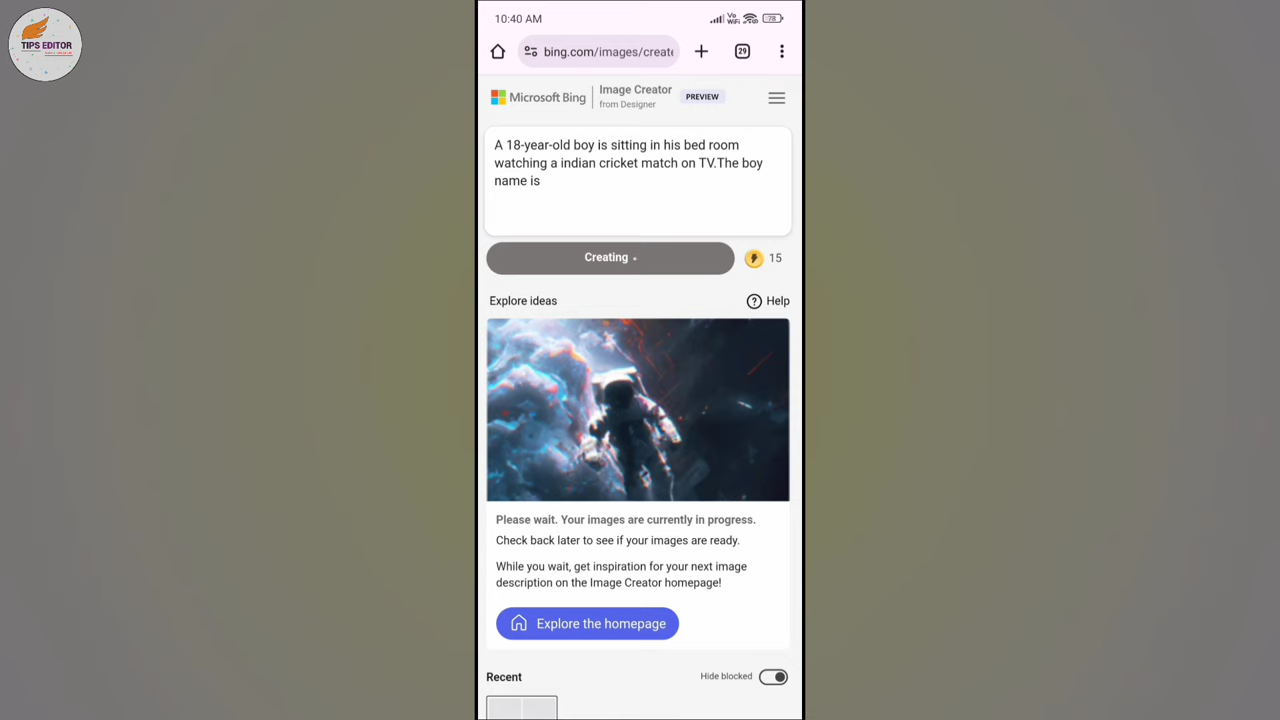 TIPS EDITOR
10:40 AM
Vo
WiFi
78
bing.com/images/create
29
Microsoft Bing
Image Creator
from Designer
PREVIEW
A 18-year-old boy is sitting in his bed room
watching a indian cricket match on TV.The boy
name is
Creating
15
Explore ideas
Help
Please wait. Your images are currently in progress.
Check back later to see if your images are ready.
While you wait, get inspiration for your next image
description on the Image Creator homepage!
Explore the homepage
Recent
Hide blocked